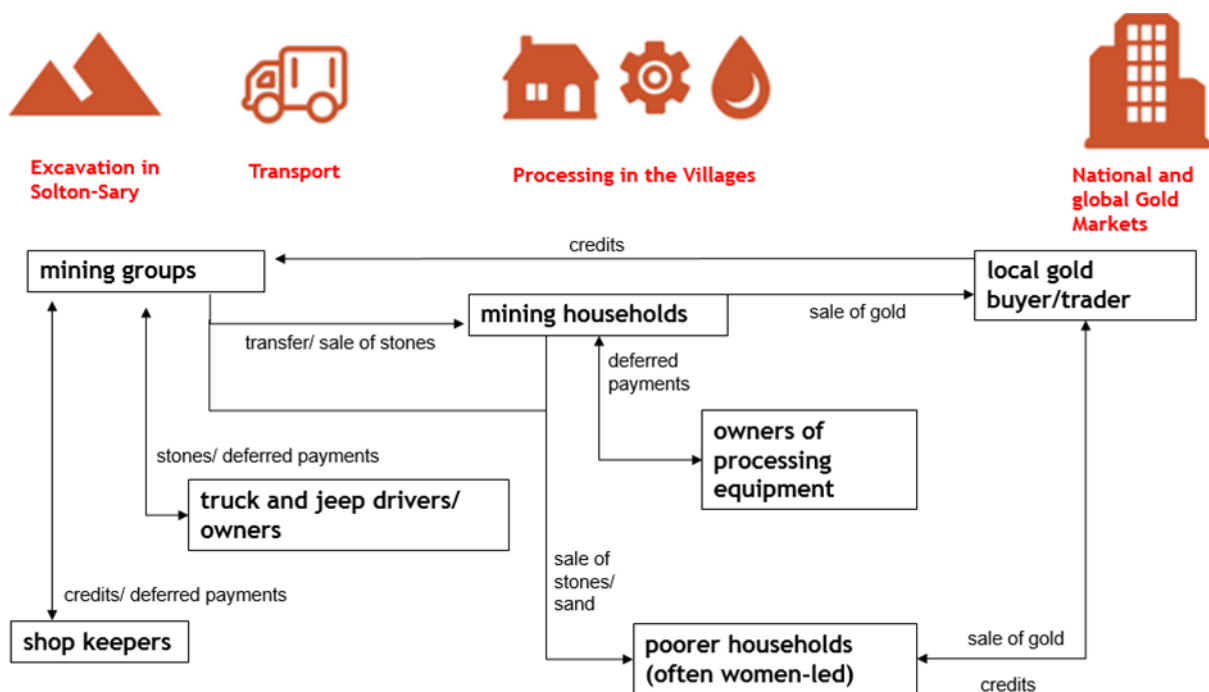 Excavation in
Solton-Sary
Transport
Processing in the Villages
National and
global Gold
Markets
credits
mining groups
local gold
buyer/trader
mining households
sale of gold
transfer/ sale of stones
deferred
payments
owners of
processing
equipment
stones/ deferred payments
truck and jeep drivers/
owners
sale of
stones/
sand
credits/ deferred payments
shop keepers
poorer households
(often women-led)
sale of gold
credits